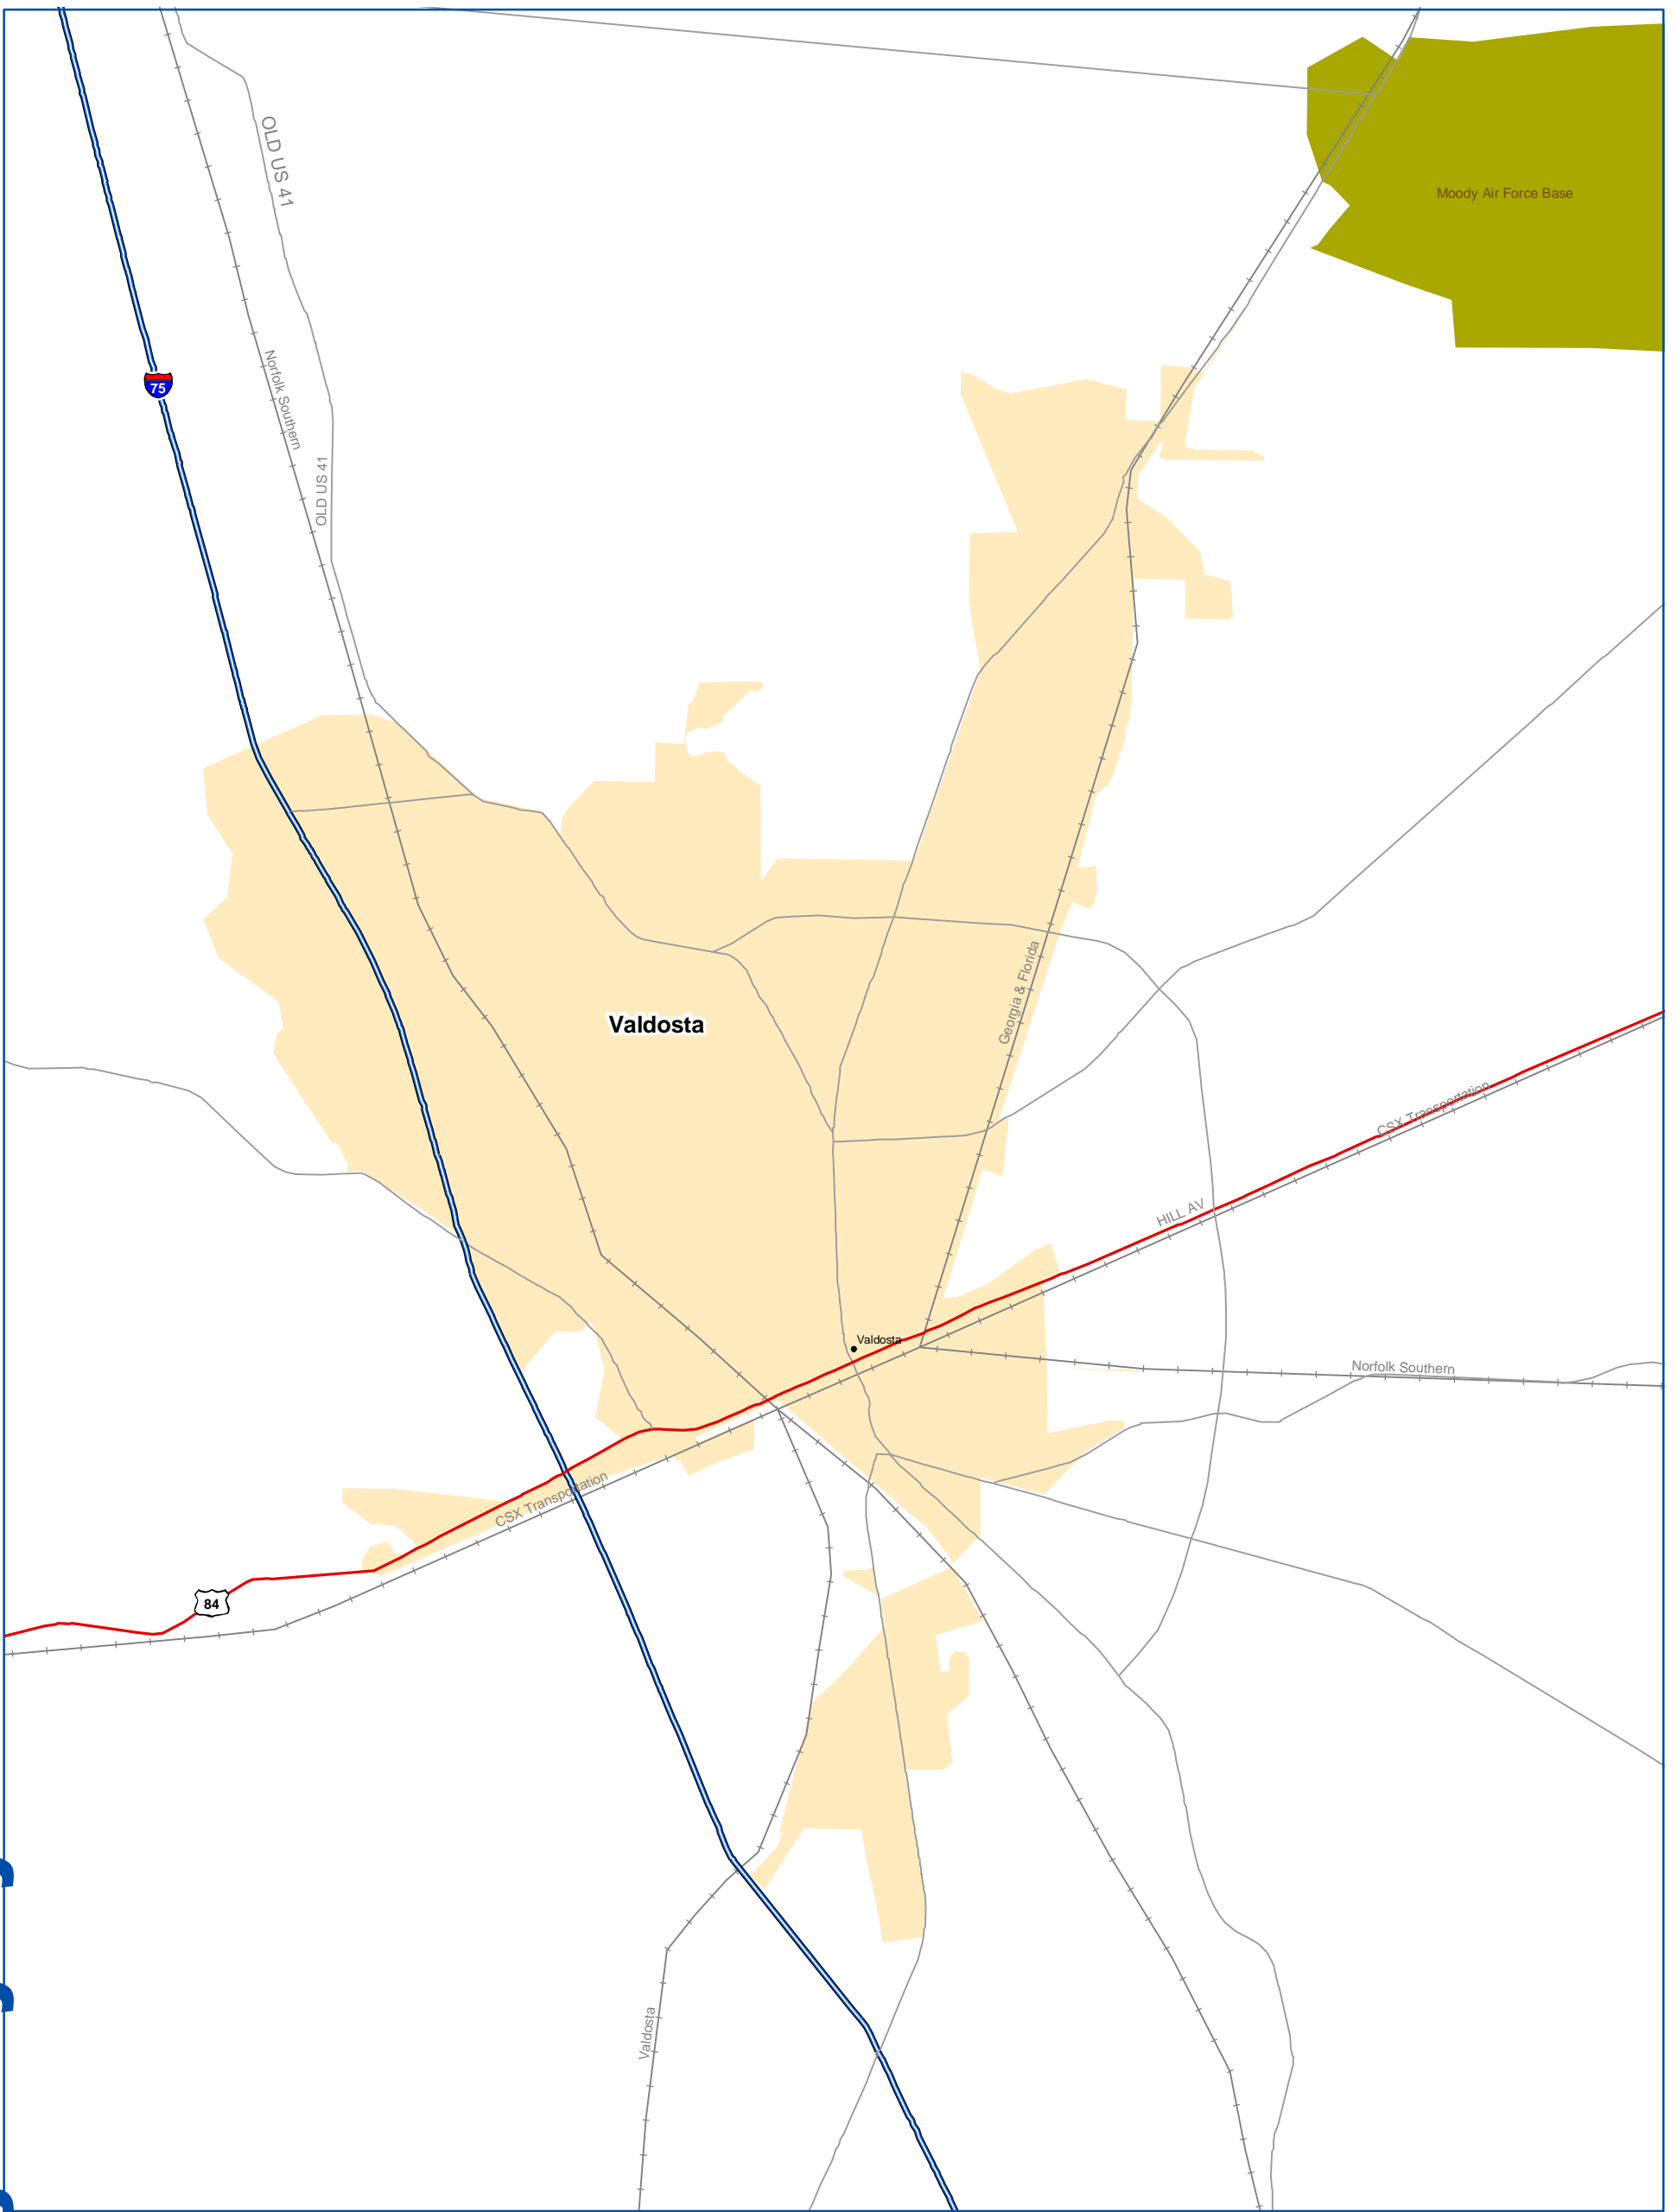 OLD US 41
Moody Air Force Base
75
Norfolk Southern
OLD US 41
Valdosta
Georgia & Florida
CSX Transportation
HILL AV
Valdosta
Norfolk Southern
CSX Transportation
84
Valdosta